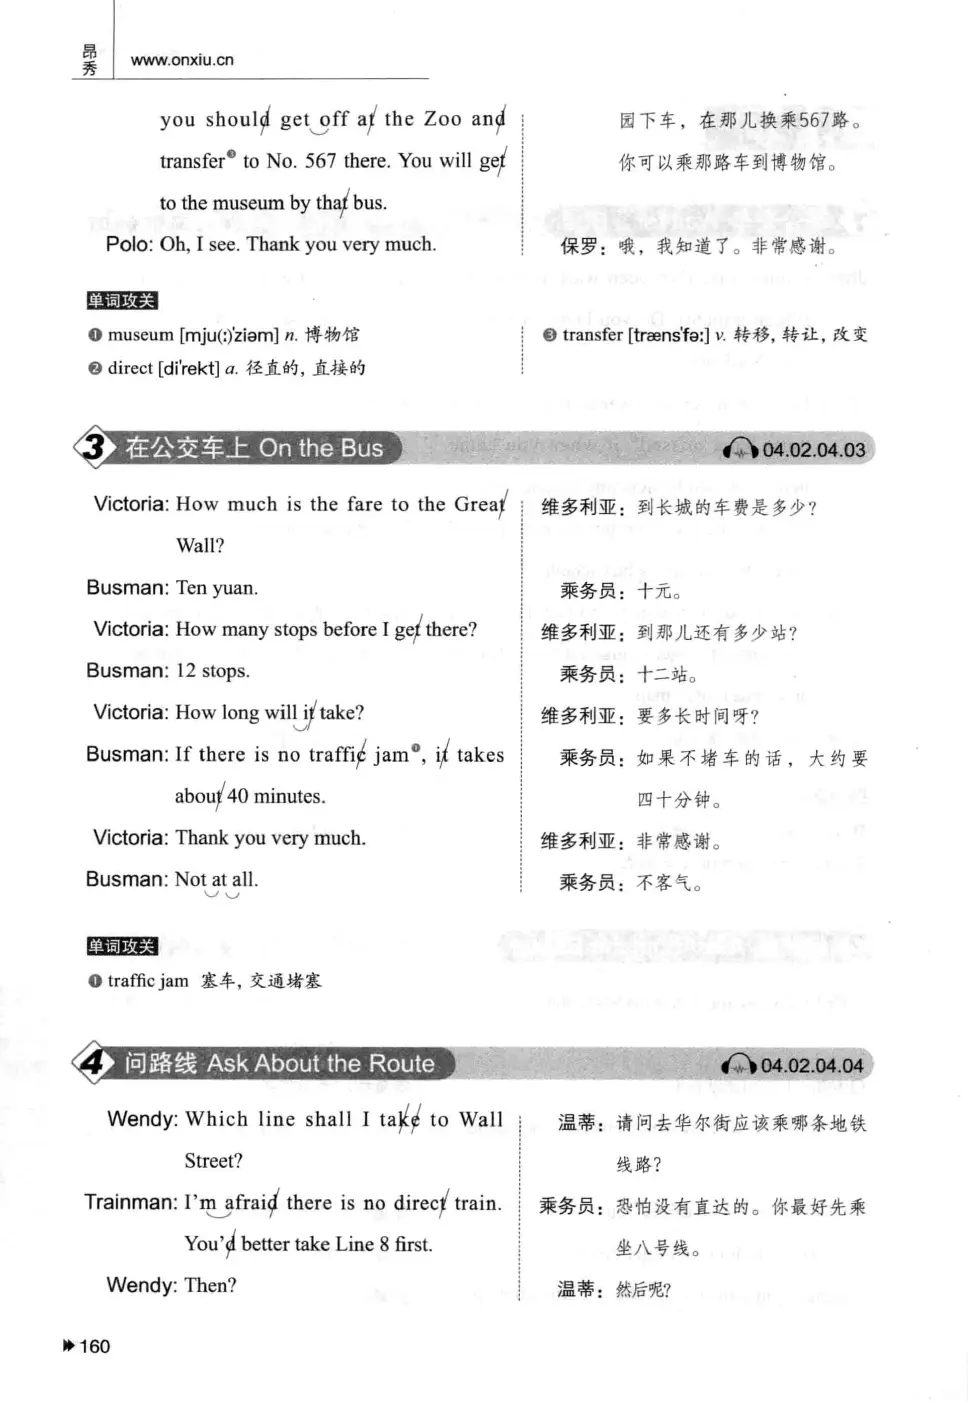 昂秀
www.onxiu.cn
you should get off at the Zoo and
transfer❸ to No. 567 there. You will get
to the museum by that bus.
Polo: Oh, I see. Thank you very much.
园下车，在那儿换乘567路。
你可以乘那路车到博物馆。
保罗：哦，我知道了。非常感谢。
单词攻关
❶ museum [mju(:)'ziəm] n. 博物馆
❷ direct [di'rekt] a. 径直的, 直接的
❸ transfer [træns'fə:] v. 转移, 转让, 改变
3 在公交车上 On the Bus
04.02.04.03
Victoria: How much is the fare to the Great
Wall?
Busman: Ten yuan.
Victoria: How many stops before I get there?
Busman: 12 stops.
Victoria: How long will it take?
Busman: If there is no traffic jam❶, it takes
about 40 minutes.
Victoria: Thank you very much.
Busman: Not at all.
维多利亚：到长城的车费是多少？
乘务员：十元。
维多利亚：到那儿还有多少站？
乘务员：十二站。
维多利亚：要多长时间呀？
乘务员：如果不堵车的话，大约要
四十分钟。
维多利亚：非常感谢。
乘务员：不客气。
单词攻关
❶ traffic jam 塞车, 交通堵塞
4 问路线 Ask About the Route
04.02.04.04
Wendy: Which line shall I take to Wall
Street?
Trainman: I'm afraid there is no direct train.
You'd better take Line 8 first.
Wendy: Then?
温蒂：请问去华尔街应该乘哪条地铁
线路？
乘务员：恐怕没有直达的。你最好先乘
坐八号线。
温蒂：然后呢？
160